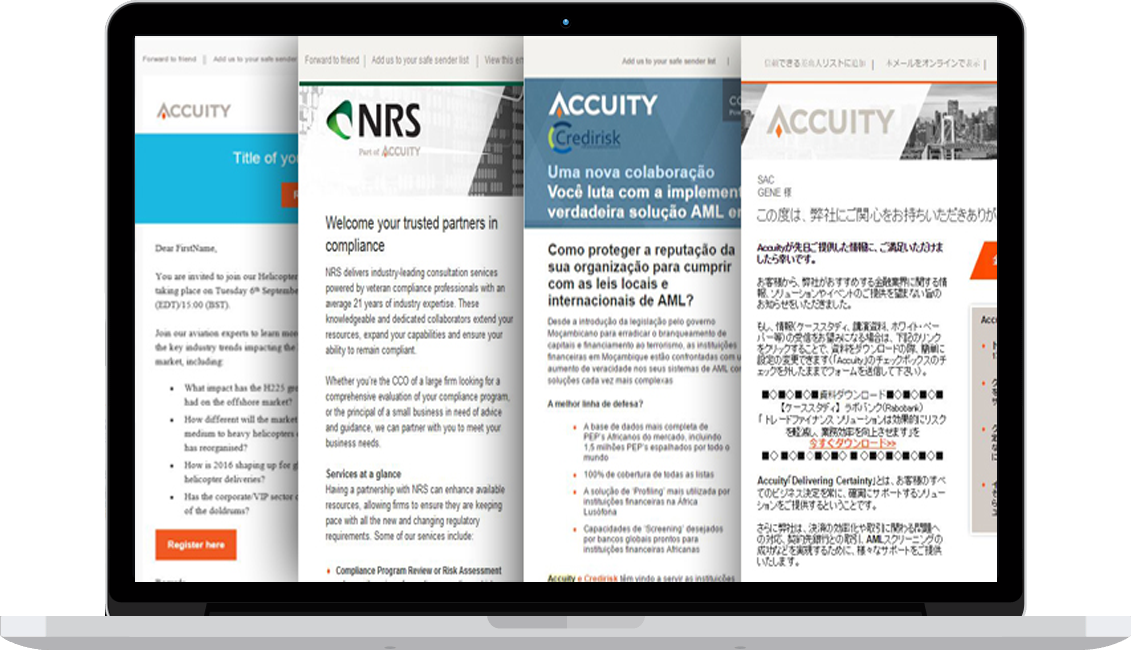 Forward to friend | Add us to your safe sender
ACCUITY
Title of you
Dear FirstName,
You are invited to join our Helicopter
taking place on Tuesday 6th Septembe
(EDT)/15:00 (BST).
Join our aviation experts to learn more
the key industry trends impacting the
market, including:
What impact has the H225 gr
had on the offshore market?
How different will the market
medium to heavy helicopters
has reorganised?
How is 2016 shaping up for
helicopter deliveries?
Has the corporate/VIP sector
of the doldrums?
Register here
Forward to friend | Add us to your safe sender list | View this em
NRS
Part of ACCUITY
Welcome your trusted partners in
compliance
NRS delivers industry-leading consultation services
powered by veteran compliance professionals with an
average 21 years of industry expertise. These
knowledgeable and dedicated collaborators extend your
resources, expand your capabilities and ensure your
ability to remain compliant.
Whether you're the CCO of a large firm looking for a
comprehensive evaluation of your compliance program,
or the principal of a small business in need of advice
and guidance, we can partner with you to meet your
business needs.
Services at a glance
Having a partnership with NRS can enhance available
resources, allowing firms to ensure they are keeping
pace with all the new and changing regulatory
requirements. Some of our services include:
Compliance Program Review or Risk Assessment
Add us to your safe sender list |
ACCUITY
Credirisk
Uma nova colaboração
Você luta com a implement
verdadeira solução AML e
Como proteger a reputação da
sua organização para cumprir
com as leis locais e
internacionais de AML?
Desde a introdução da legislação pelo governo
Moçambicano para erradicar o branqueamento de
capitais e financiamento ao terrorismo, as instituições
financeiras em Moçambique estão confrontadas com u
aumento de veracidade nos seus sistemas de AML co
soluções cada vez mais complexas
A melhor linha de defesa?
A base de dados mais completa de
PEP's Africanos do mercado, incluindo
1,5 milhões PEP's espalhados por todo o
mundo
100% de cobertura de todas as listas
A solução de 'Profiling' mais utilizada por
instituições financeiras na África
Lusófona
Capacidades de 'Screening' desejados
por bancos globais prontos para
instituições financeiras Africanas
Accuity e Credirisk têm vindo a servir as instituições
信頼できる差出人リストに追加 | 本メールをオンラインで表示 |
ACCUITY
SAC
GENE 様
この度は、弊社にご関心をお持ちいただきありが
Accuityが先日ご提供した情報に、ご満足いただけま
したら幸いです。
お客様から、弊社がおすすめする金融業界に関する情
報、ソリューションやイベントのご提供を望まない旨の
お知らせをいただきました。
もし、情報(ケーススタディ、講演資料、ホワイト・ペー
パー等)の受信をお望みになる場合は、下記のリンク
をクリックすることで、資料をダウンロードの際、簡単に
設定の変更できます(「Accuity」のチェックボックスのチ
ェックを外したままでフォームを送信して下さい)。
■◇■◇■◇■資料ダウンロード■◇■◇■◇■
【ケーススタディ】 ラボバンク(Rabobank)
「トレードファイナンス ソリューションは効果的にリスク
を軽減し、業務効率を向上させます」を
今すぐダウンロード>>
■◇■◇■◇■◇■◇■◇■◇■◇■◇■
Accuity「Delivering Certainty」とは、お客様のすべ
てのビジネス決定を常に、確実にサポートするソリュー
ションをご提供するということです。
さらに弊社は、決済の効率化や取引に関わる問題へ
の対応、契約先銀行との取引、AMLスクリーニングの
成功などを実現するために、様々なサポートをご提供
いたします。